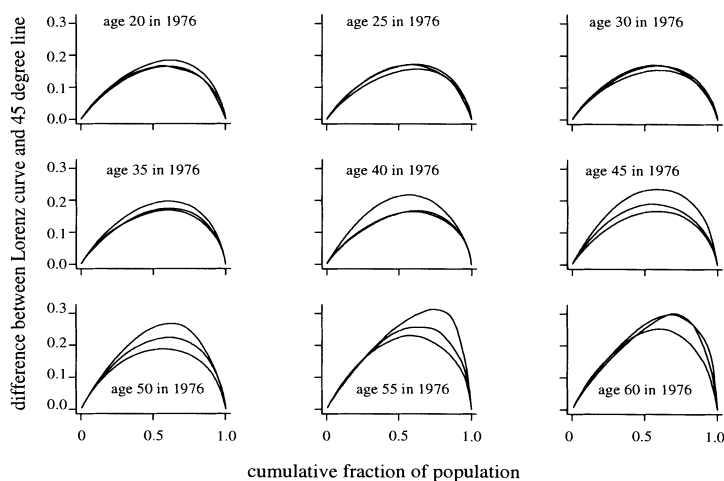 difference between Lorenz curve and 45 degree line
age 20 in 1976
age 25 in 1976
age 30 in 1976
0.3
0.2
0.1
0.0
age 35 in 1976
age 40 in 1976
age 45 in 1976
0.3
0.2
0.1
0.0
age 50 in 1976
age 55 in 1976
age 60 in 1976
0.3
0.2
0.1
0.0
0 0.5 1.0
0 0.5 1.0
0 0.5 1.0
cumulative fraction of population